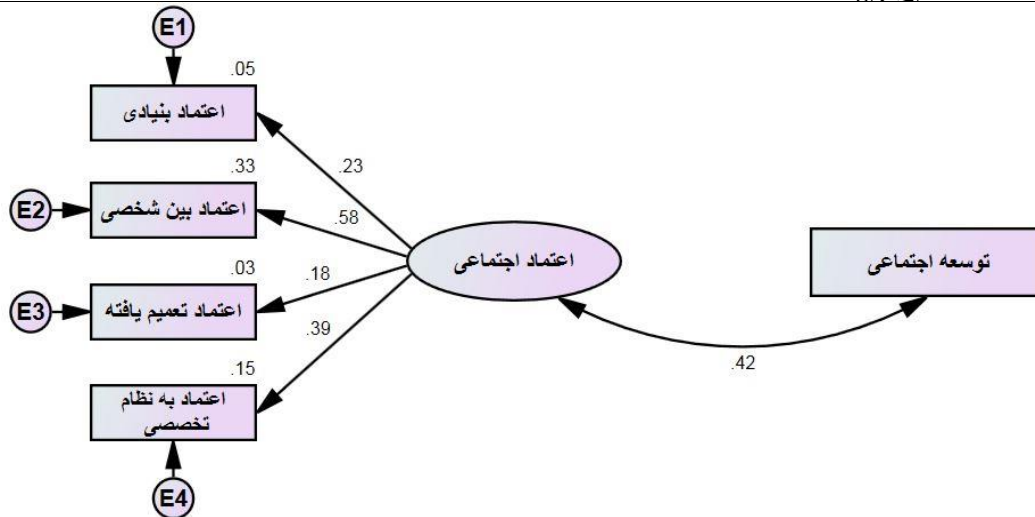 E1
.05
اعتماد بنیادی
.23
.33
E2
اعتماد بین شخصی
.58
.03
E3
اعتماد تعمیم یافته
.18
.15
اعتماد به نظام
تخصصی
.39
E4
اعتماد اجتماعی
توسعه اجتماعی
.42